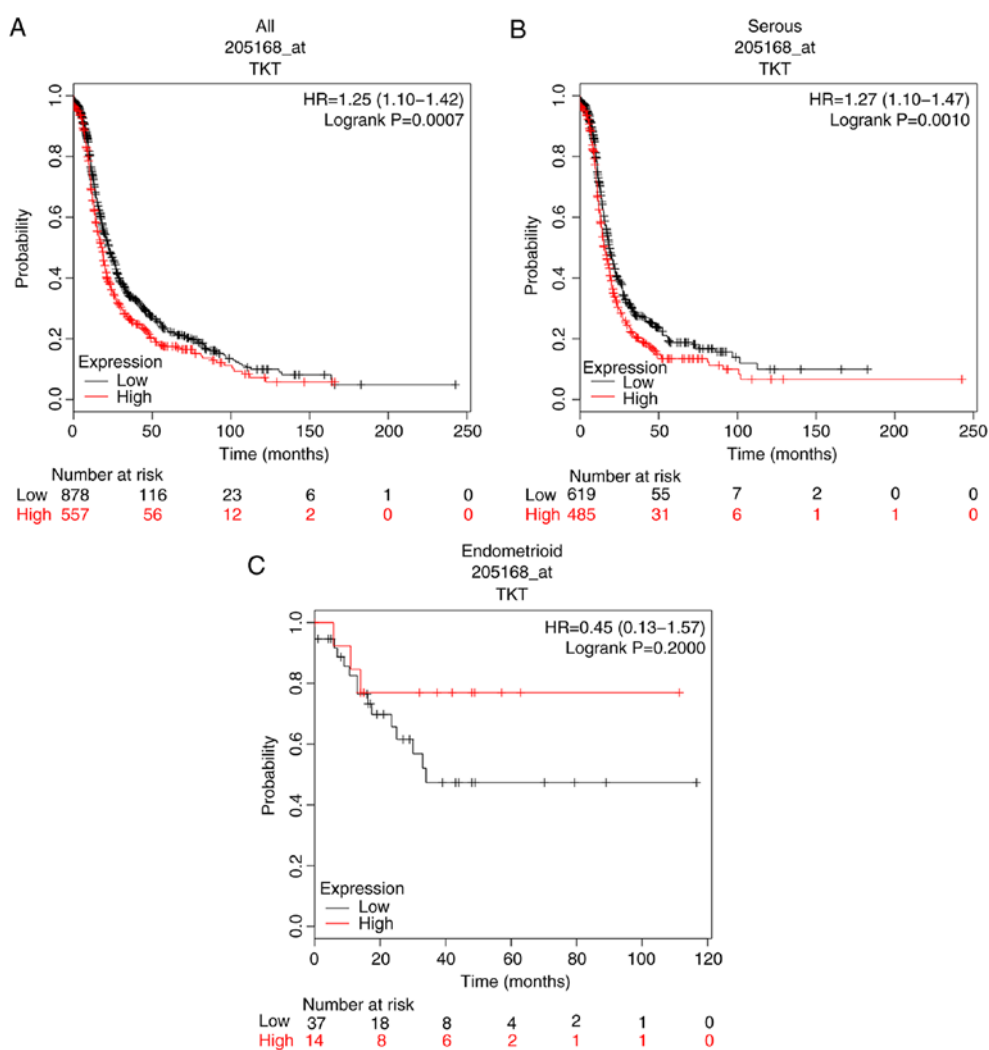 A
All
205168_at
TKT
HR=1.25 (1.10−1.42)
Logrank P=0.0007
Probability
1.0
0.8
0.6
0.4
0.2
0.0
Expression
Low
High
0 50 100 150 200 250
Time (months)
Number at risk
Low 878 116 23 6 1 0
High 557 56 12 2 0 0
B
Serous
205168_at
TKT
HR=1.27 (1.10−1.47)
Logrank P=0.0010
Probability
1.0
0.8
0.6
0.4
0.2
0.0
Expression
Low
High
0 50 100 150 200 250
Time (months)
Number at risk
Low 619 55 7 2 0 0
High 485 31 6 1 1 0
C
Endometrioid
205168_at
TKT
HR=0.45 (0.13−1.57)
Logrank P=0.2000
Probability
1.0
0.8
0.6
0.4
0.2
0.0
Expression
Low
High
0 20 40 60 80 100 120
Time (months)
Number at risk
Low 37 18 8 4 2 1 0
High 14 8 6 2 1 1 0